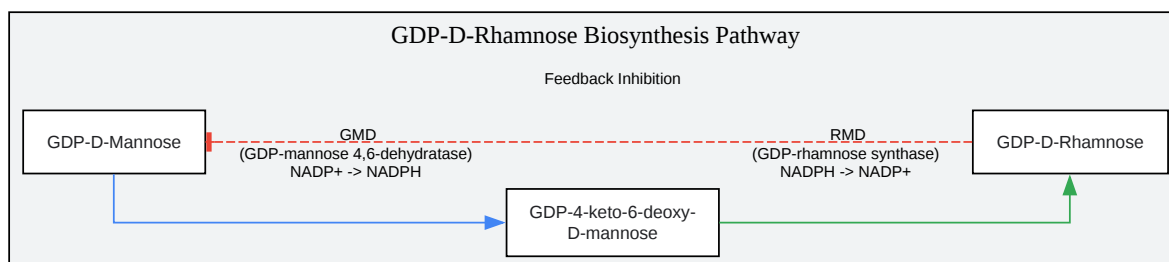 GDP-D-Rhamnose Biosynthesis Pathway
Feedback Inhibition
GDP-D-Mannose
GMD
(GDP-mannose 4,6-dehydratase)
NADP+ -> NADPH
RMD
(GDP-rhamnose synthase)
NADPH -> NADP+
GDP-D-Rhamnose
GDP-4-keto-6-deoxy-
D-mannose